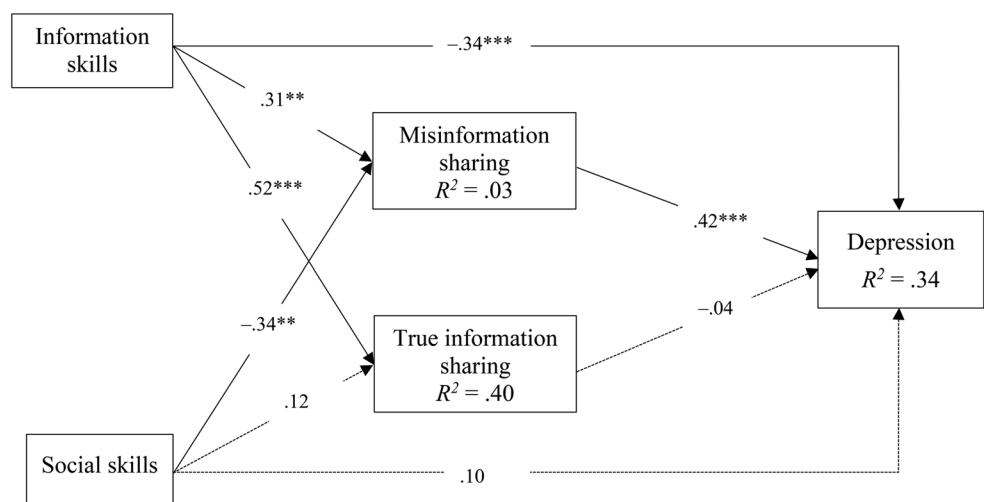 Information
skills
–.34***
.31**
Misinformation
sharing
R² = .03
.52***
.42***
Depression
R² = .34
–.34**
True information
sharing
R² = .40
–.04
.12
Social skills
.10